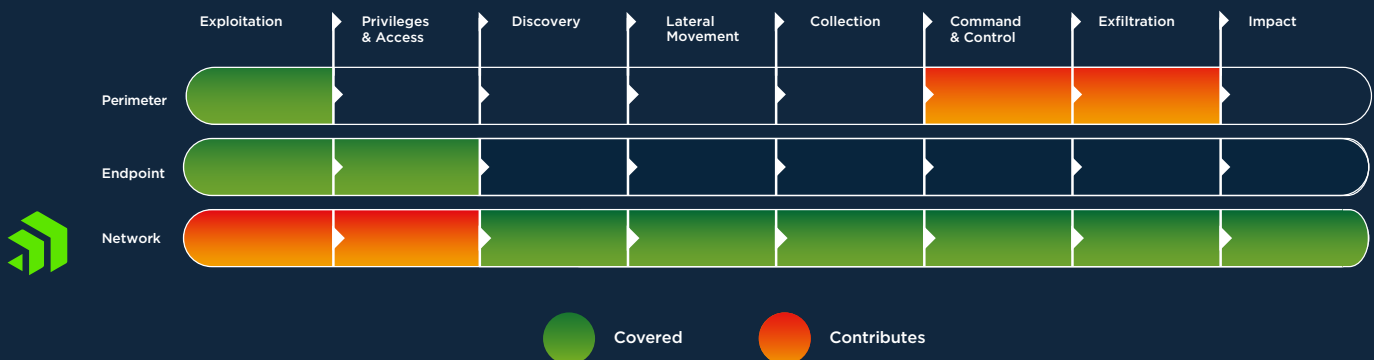 Exploitation
Privileges
& Access
Discovery
Lateral
Movement
Collection
Command
& Control
Exfiltration
Impact
Perimeter
Endpoint
Network
Covered
Contributes